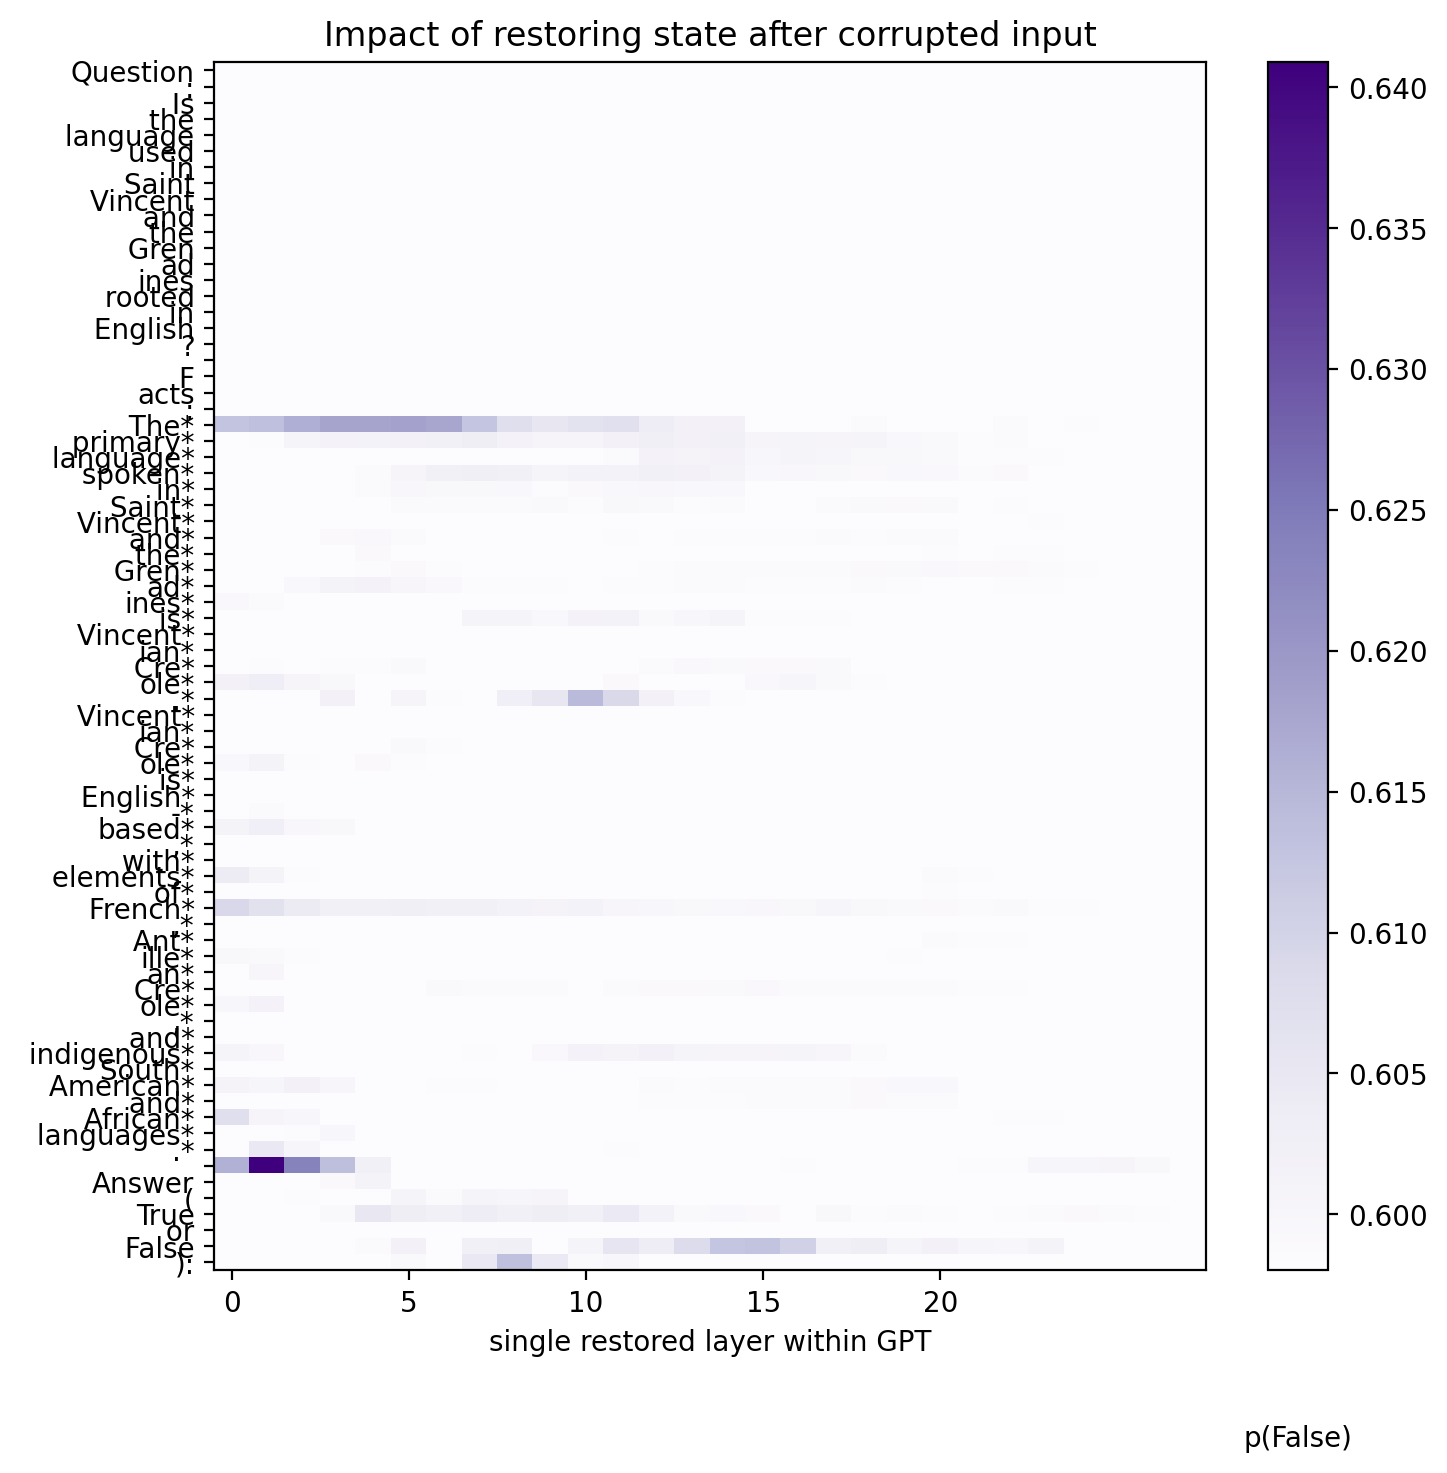 Impact of restoring state after corrupted input
Question
:
Is
the
language
used
in
Saint
Vincent
and
the
Gren
ad
ines
rooted
in
English
?
F
acts
:
The*
primary*
language*
spoken*
in*
Saint*
Vincent*
and*
the*
Gren*
ad*
ines*
is*
Vincent*
ian*
Cre*
ole*
.*
Vincent*
ian*
Cre*
ole*
is*
English*
-*
based*
,*
with*
elements*
of*
French*
,*
Ant*
ille*
an*
Cre*
ole*
,*
and*
indigenous*
South*
American*
and*
African*
languages*
.*
Answer
(
True
or
False
):
0
5
10
15
20
single restored layer within GPT
0.640
0.635
0.630
0.625
0.620
0.615
0.610
0.605
0.600
p(False)